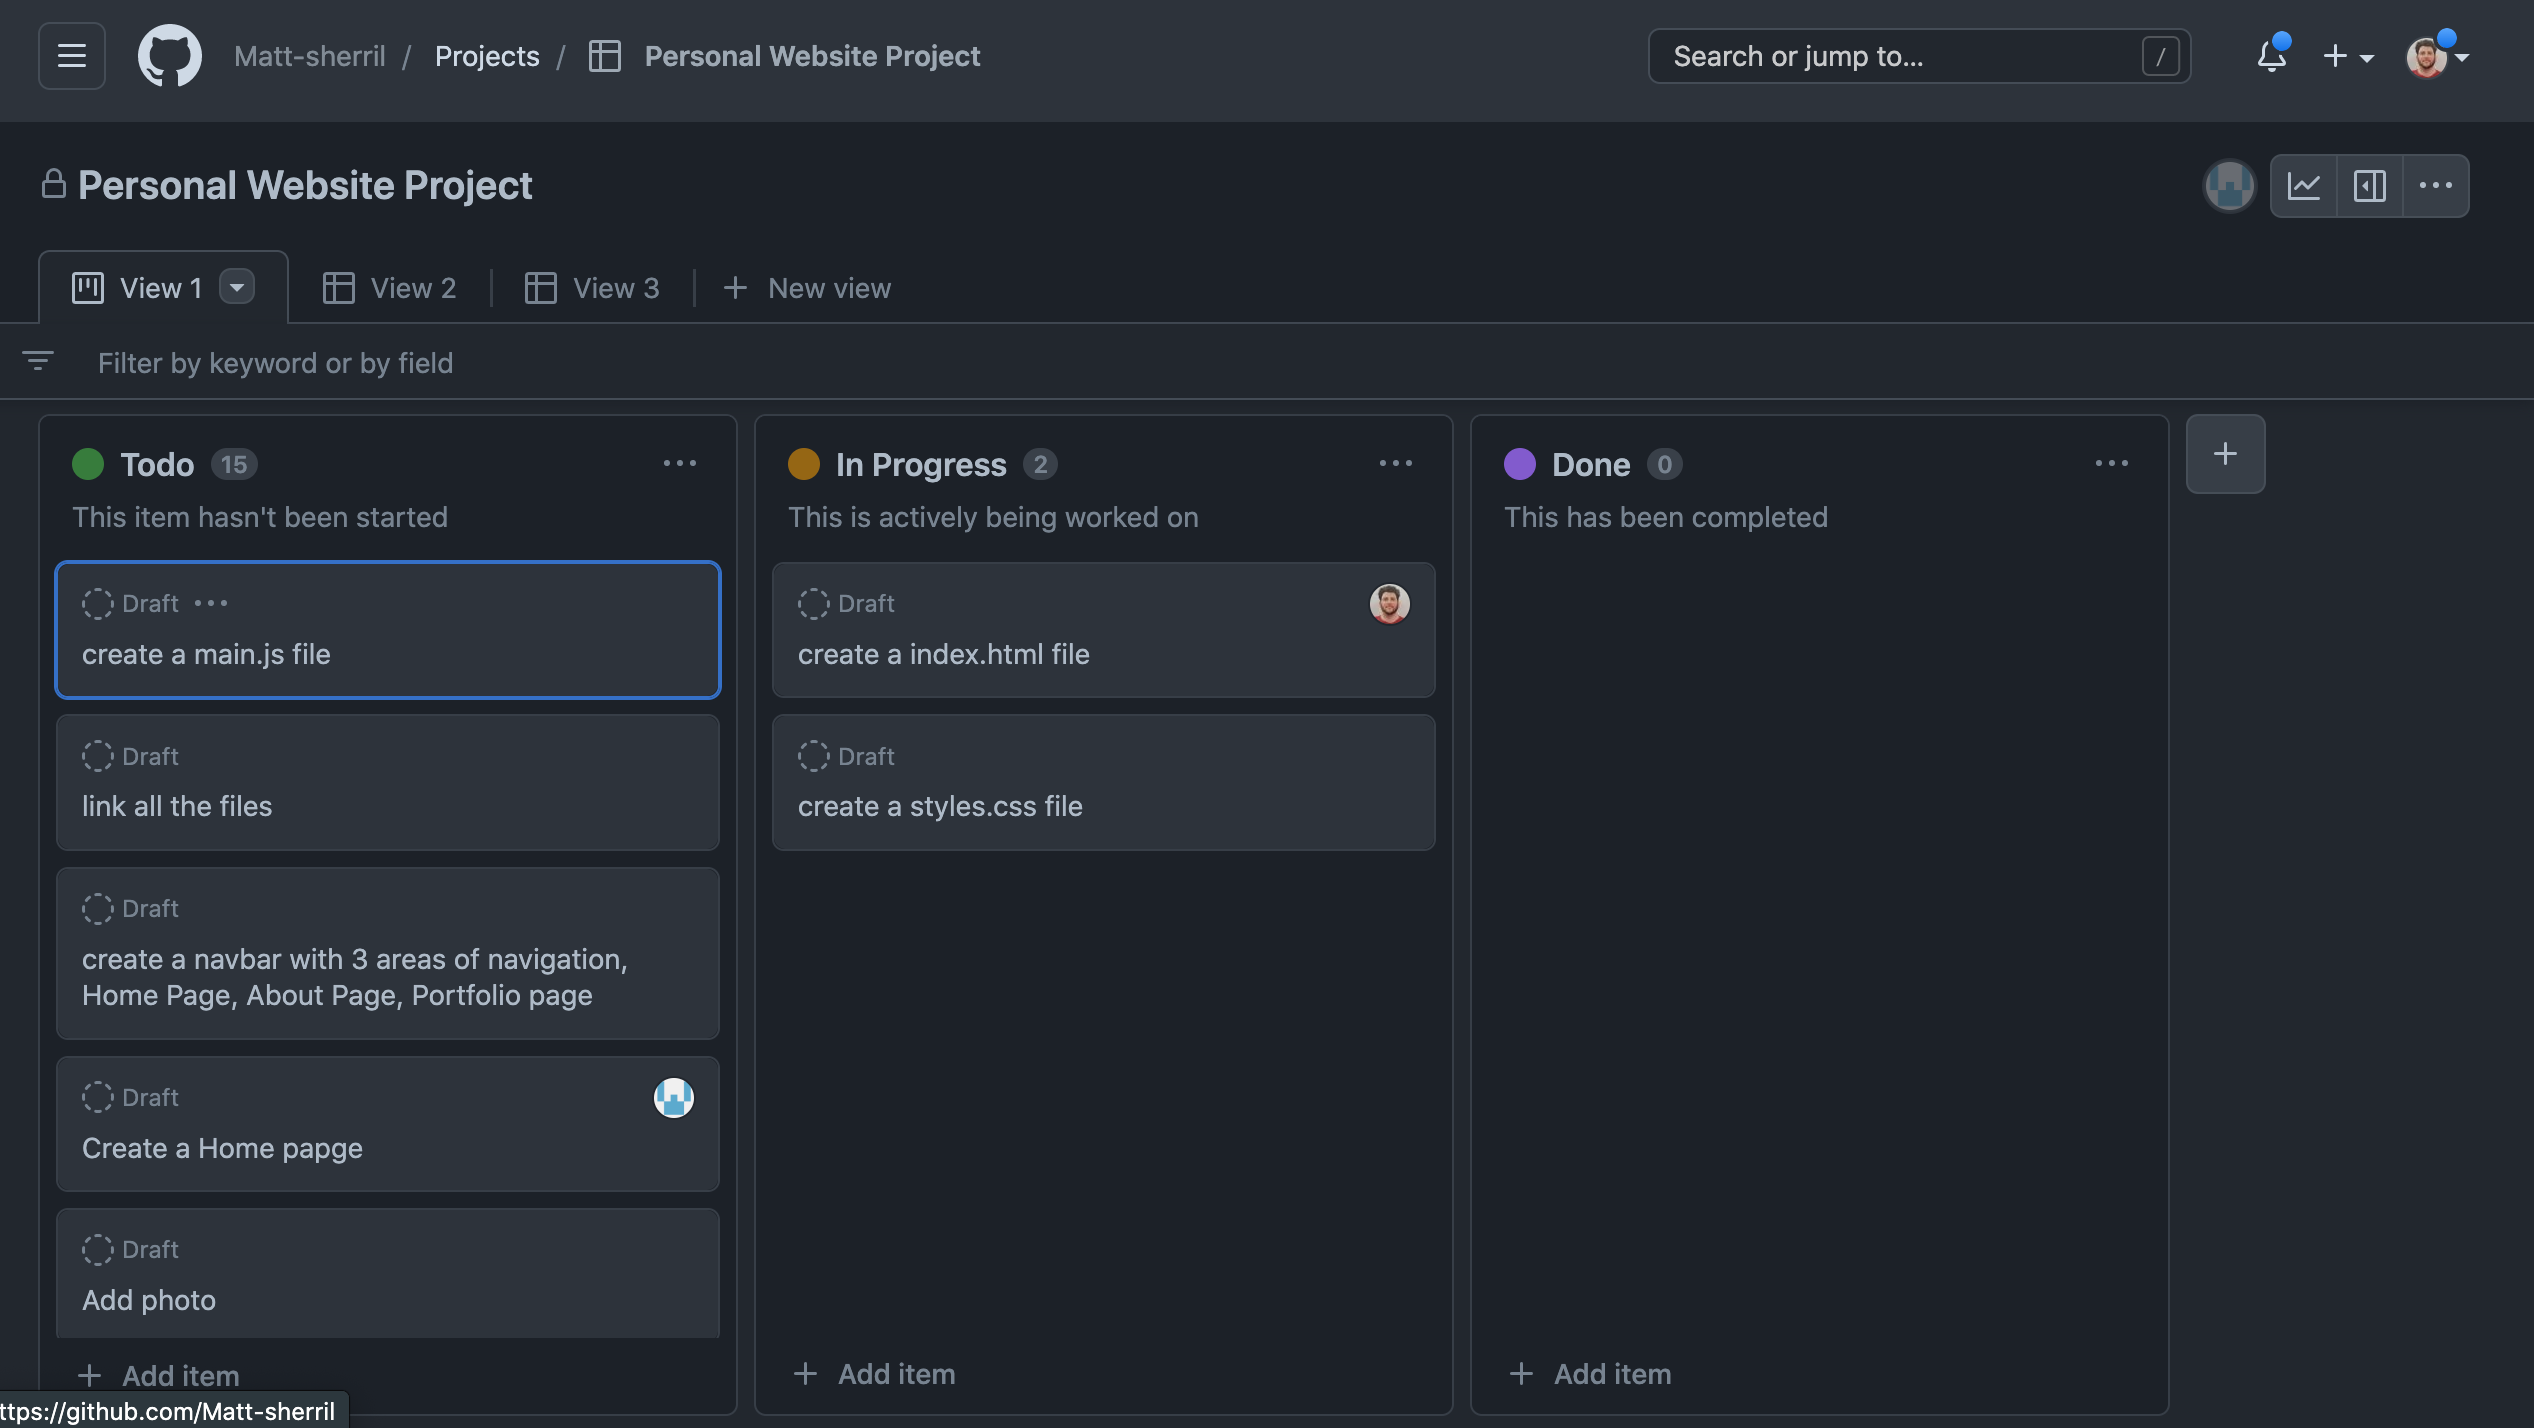 Matt-sherril / Projects / Personal Website Project
Search or jump to... /
Personal Website Project
View 1 View 2 View 3 New view
Filter by keyword or by field
Todo 15
This item hasn't been started
Draft
create a main.js file
Draft
link all the files
Draft
create a navbar with 3 areas of navigation,
Home Page, About Page, Portfolio page
Draft
Create a Home papge
Draft
Add photo
Add item
In Progress 2
This is actively being worked on
Draft
create a index.html file
Draft
create a styles.css file
Add item
Done 0
This has been completed
Add item
ttps://github.com/Matt-sherril